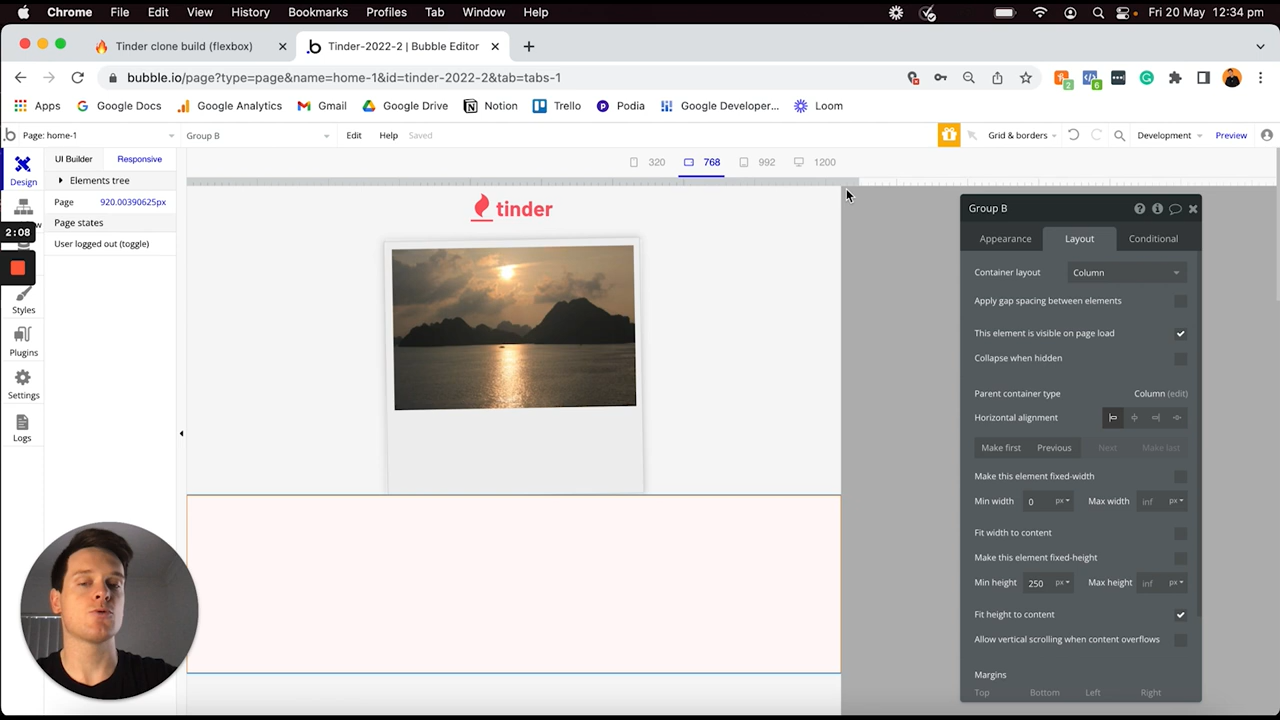 Chrome File Edit View History Bookmarks Profiles Tab Window Help Fri 20 May 12:34 pm
Tinder clone build (flexbox) Tinder-2022-2 | Bubble Editor
bubble.io/page?type=page&name=home-1&id=tinder-2022-2&tab=tabs-1
2 6
Apps Google Docs Google Analytics Gmail Google Drive Notion Trello Podia Google Developer... Loom
Page: home-1 Group B Edit Help Saved Grid & borders Development Preview
UI Builder Responsive 320 768 992 1200
Design
Elements tree
Page 920.00390625px
Page states
User logged out (toggle)
2:08
Styles
Plugins
Settings
Logs
tinder
Group B
Appearance Layout Conditional
Container layout Column
Apply gap spacing between elements
This element is visible on page load
Collapse when hidden
Parent container type Column (edit)
Horizontal alignment
Make first Previous Next Make last
Make this element fixed-width
Min width 0 px Max width inf px
Fit width to content
Make this element fixed-height
Min height 250 px Max height inf px
Fit height to content
Allow vertical scrolling when content overflows
Margins
Top Bottom Left Right